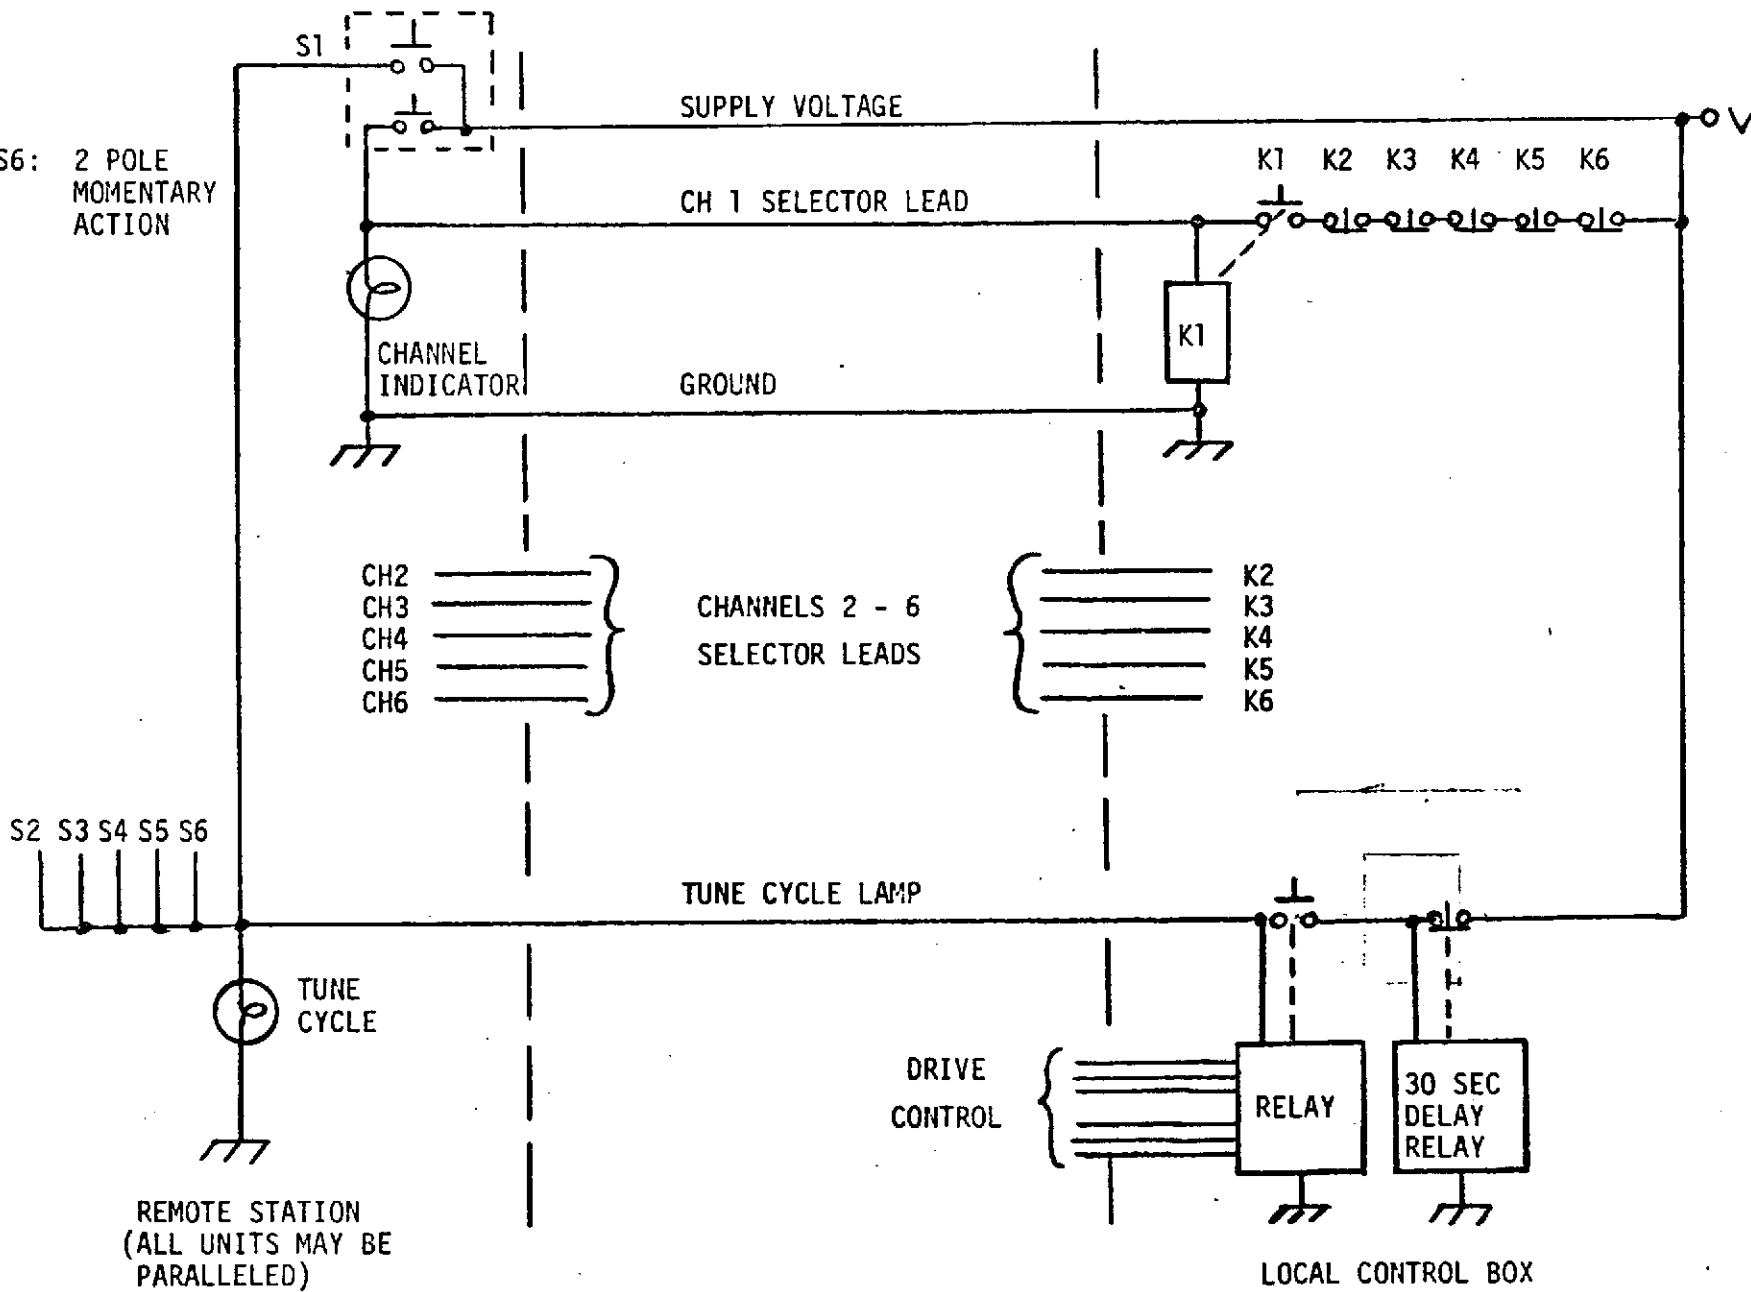 S1
SUPPLY VOLTAGE
V
S6: 2 POLE
MOMENTARY
ACTION
K1 K2 K3 K4 K5 K6
CH 1 SELECTOR LEAD
K1
CHANNEL
INDICATOR
GROUND
CH2
CH3
CH4
CH5
CH6
CHANNELS 2 - 6
SELECTOR LEADS
K2
K3
K4
K5
K6
S2 S3 S4 S5 S6
TUNE CYCLE LAMP
TUNE
CYCLE
DRIVE
CONTROL
RELAY
30 SEC
DELAY
RELAY
REMOTE STATION
(ALL UNITS MAY BE
PARALLELED)
LOCAL CONTROL BOX